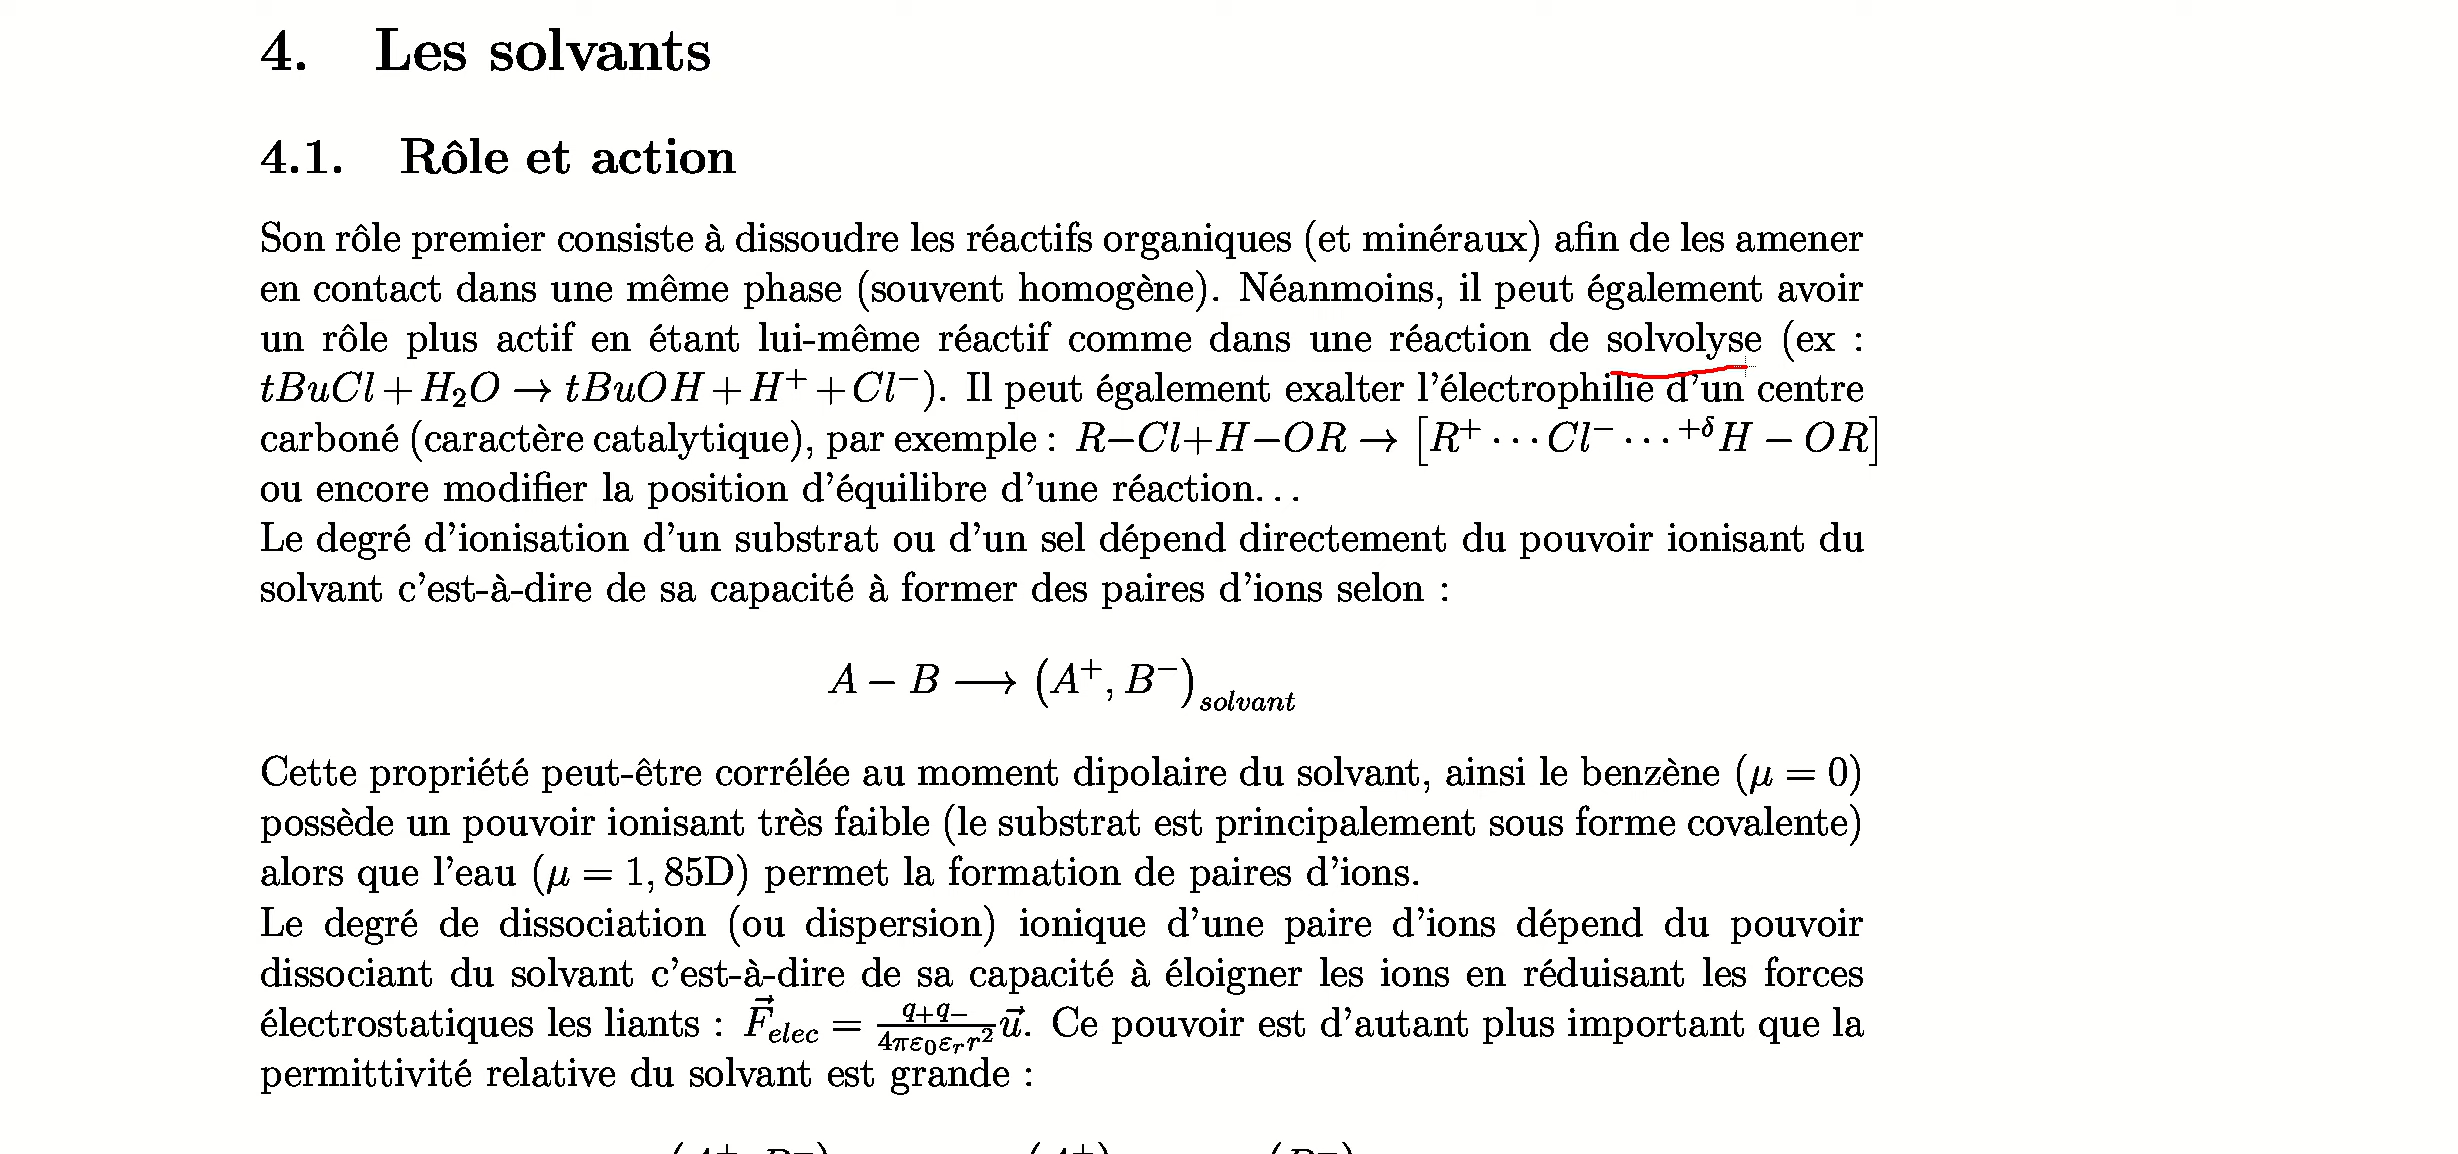 4. Les solvants
4.1. Rôle et action
Son rôle premier consiste à dissoudre les réactifs organiques (et minéraux) afin de les amener
en contact dans une même phase (souvent homogène). Néanmoins, il peut également avoir
un rôle plus actif en étant lui-même réactif comme dans une réaction de solvolyse (ex :
tBuCl + H₂O → tBuOH + H⁺ + Cl⁻). Il peut également exalter l'électrophilie d'un centre
carboné (caractère catalytique), par exemple : R−Cl+H−OR → [R⁺ ··· Cl⁻ ··· ⁺ᵟH − OR]
ou encore modifier la position d'équilibre d'une réaction...
Le degré d'ionisation d'un substrat ou d'un sel dépend directement du pouvoir ionisant du
solvant c'est-à-dire de sa capacité à former des paires d'ions selon :
A − B ⟶ (A⁺, B⁻)solvant
Cette propriété peut-être corrélée au moment dipolaire du solvant, ainsi le benzène (μ = 0)
possède un pouvoir ionisant très faible (le substrat est principalement sous forme covalente)
alors que l'eau (μ = 1, 85D) permet la formation de paires d'ions.
Le degré de dissociation (ou dispersion) ionique d'une paire d'ions dépend du pouvoir
dissociant du solvant c'est-à-dire de sa capacité à éloigner les ions en réduisant les forces
électrostatiques les liants : F⃗elec = q₊q₋/4πε₀εᵣr² u⃗. Ce pouvoir est d'autant plus important que la
permittivité relative du solvant est grande :